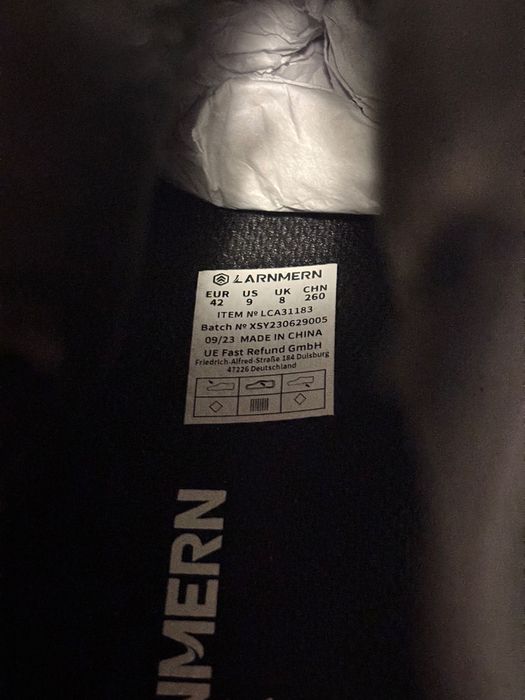 LARNMERN
EUR US UK CHN
42 9 8 260
ITEM Nº LCA31183
Batch Nº XSY230629005
09/23 MADE IN CHINA
UE Fast Refund GmbH
Friedrich-Alfred-Straße 184 Duisburg
47226 Deutschland
NMERN